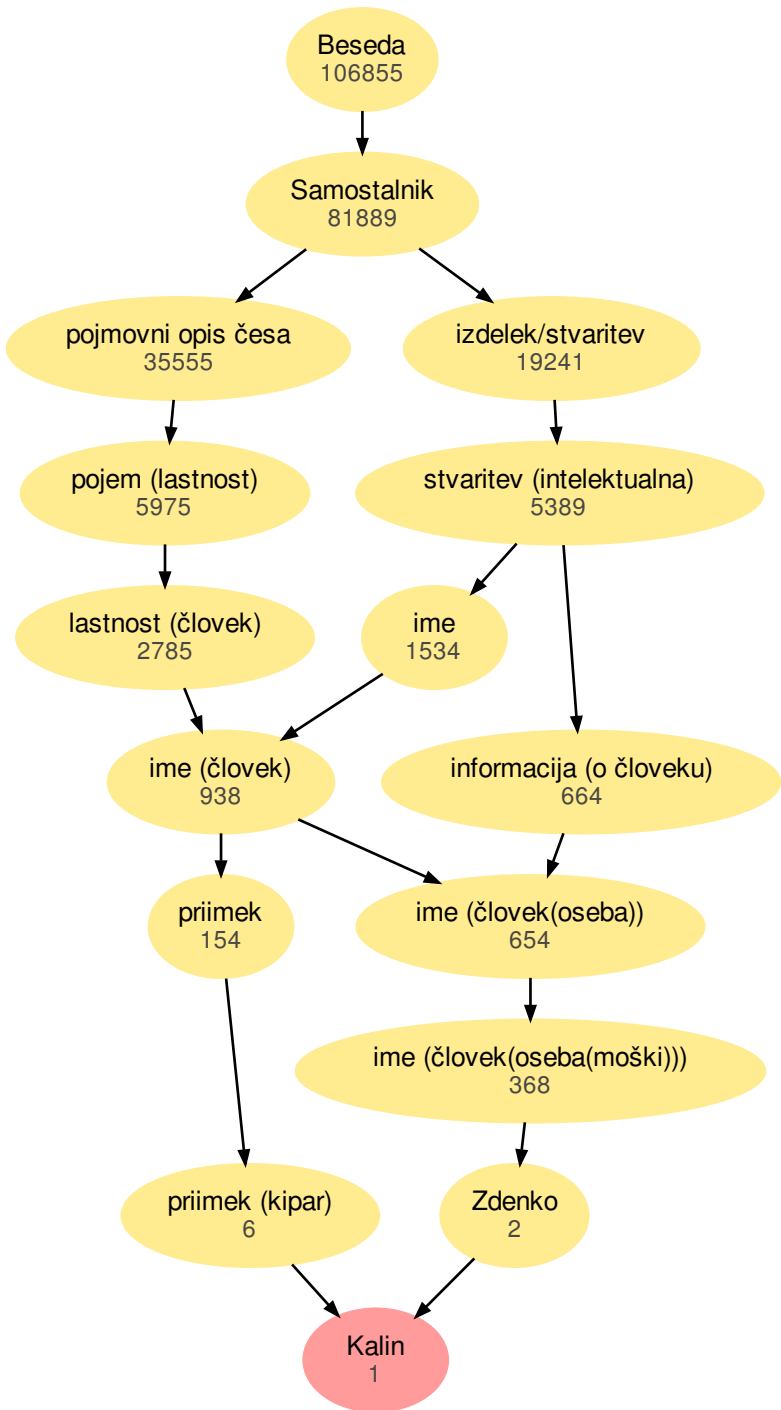 Beseda
106855
Samostalnik
81889
pojmovni opis česa
35555
izdelek/stvaritev
19241
pojem (lastnost)
5975
stvaritev (intelektualna)
5389
lastnost (človek)
2785
ime
1534
ime (človek)
938
informacija (o človeku)
664
priimek
154
ime (človek(oseba))
654
ime (človek(oseba(moški)))
368
priimek (kipar)
6
Zdenko
2
Kalin
1